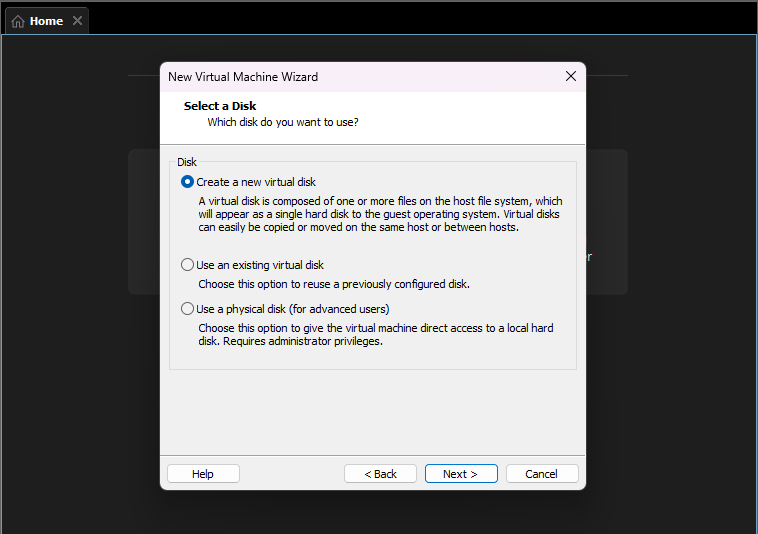 Home
New Virtual Machine Wizard
Select a Disk
Which disk do you want to use?
Disk
Create a new virtual disk
A virtual disk is composed of one or more files on the host file system, which
will appear as a single hard disk to the guest operating system. Virtual disks
can easily be copied or moved on the same host or between hosts.
Use an existing virtual disk
Choose this option to reuse a previously configured disk.
Use a physical disk (for advanced users)
Choose this option to give the virtual machine direct access to a local hard
disk. Requires administrator privileges.
Help
< Back
Next >
Cancel